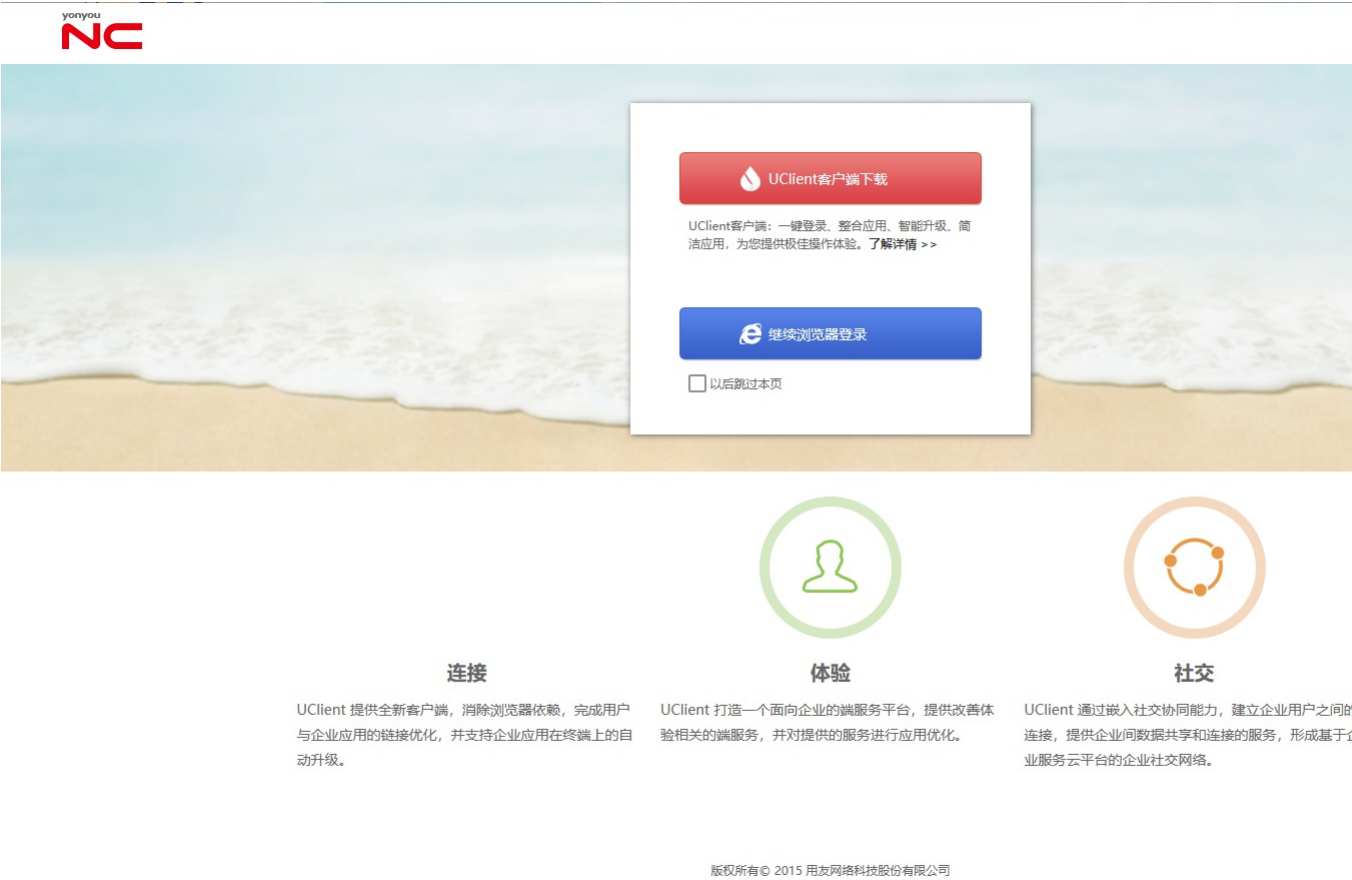 yonyou
NC
UClient客户端下载
UClient客户端：一键登录、整合应用、智能升级、简
洁应用，为您提供极佳操作体验。了解详情 >>
继续浏览器登录
以后跳过本页
连接
UClient 提供全新客户端，消除浏览器依赖，完成用户
与企业应用的链接优化，并支持企业应用在终端上的自
动升级。
体验
UClient 打造一个面向企业的端服务平台，提供改善体
验相关的端服务，并对提供的服务进行应用优化。
社交
UClient 通过嵌入社交协同能力，建立企业用户之间的
连接，提供企业间数据共享和连接的服务，形成基于企
业服务云平台的企业社交网络。
版权所有© 2015 用友网络科技股份有限公司